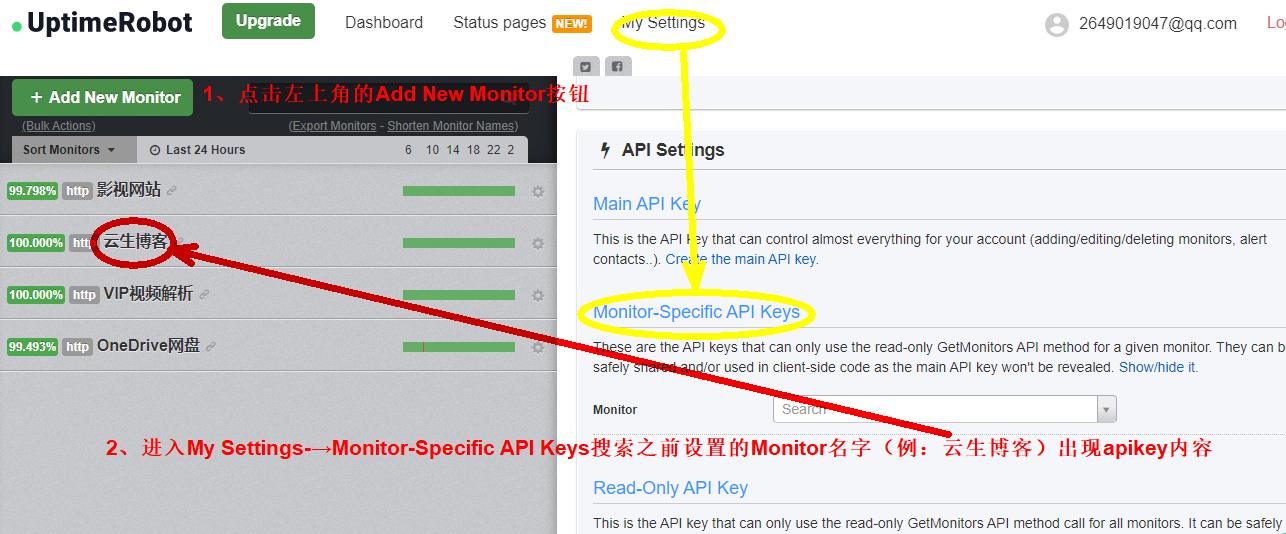 UptimeRobot Upgrade Dashboard Status pages NEW! My Settings 2649019047@qq.com
+ Add New Monitor 1、点击左上角的Add New Monitor按钮
(Bulk Actions) (Export Monitors - Shorten Monitor Names)
Sort Monitors Last 24 Hours 6 10 14 18 22 2
99.798% http 影视网站
100.000% http 云生博客
100.000% http VIP视频解析
99.493% http OneDrive网盘
API Settings
Main API Key
This is the API key that can control almost everything for your account (adding/editing/deleting monitors, alert
contacts..). Create the main API key.
Monitor-Specific API Keys
These are the API keys that can only use the read-only GetMonitors API method for a given monitor. They can b
safely shared and/or used in client-side code as the main API key won't be revealed. Show/hide it.
Monitor Search
2、进入My Settings-→Monitor-Specific API Keys搜索之前设置的Monitor名字（例：云生博客）出现apikey内容
Read-Only API Key
This is the API key that can only use the read-only GetMonitors API method call for all monitors. It can be safely